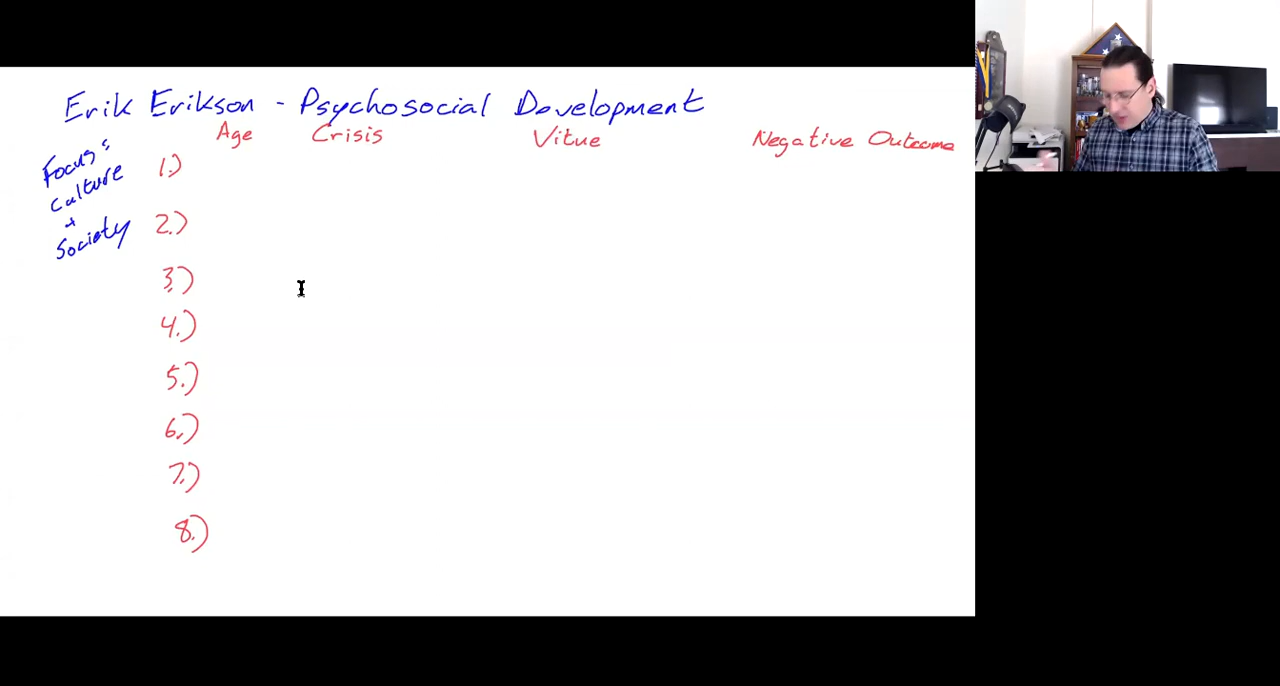 Erik Erikson - Psychosocial Development
Age Crisis Vitue Negative Outcome
Focus:
Culture
+
Society
1.)
2.)
3.)
4.)
5.)
6.)
7.)
8.)